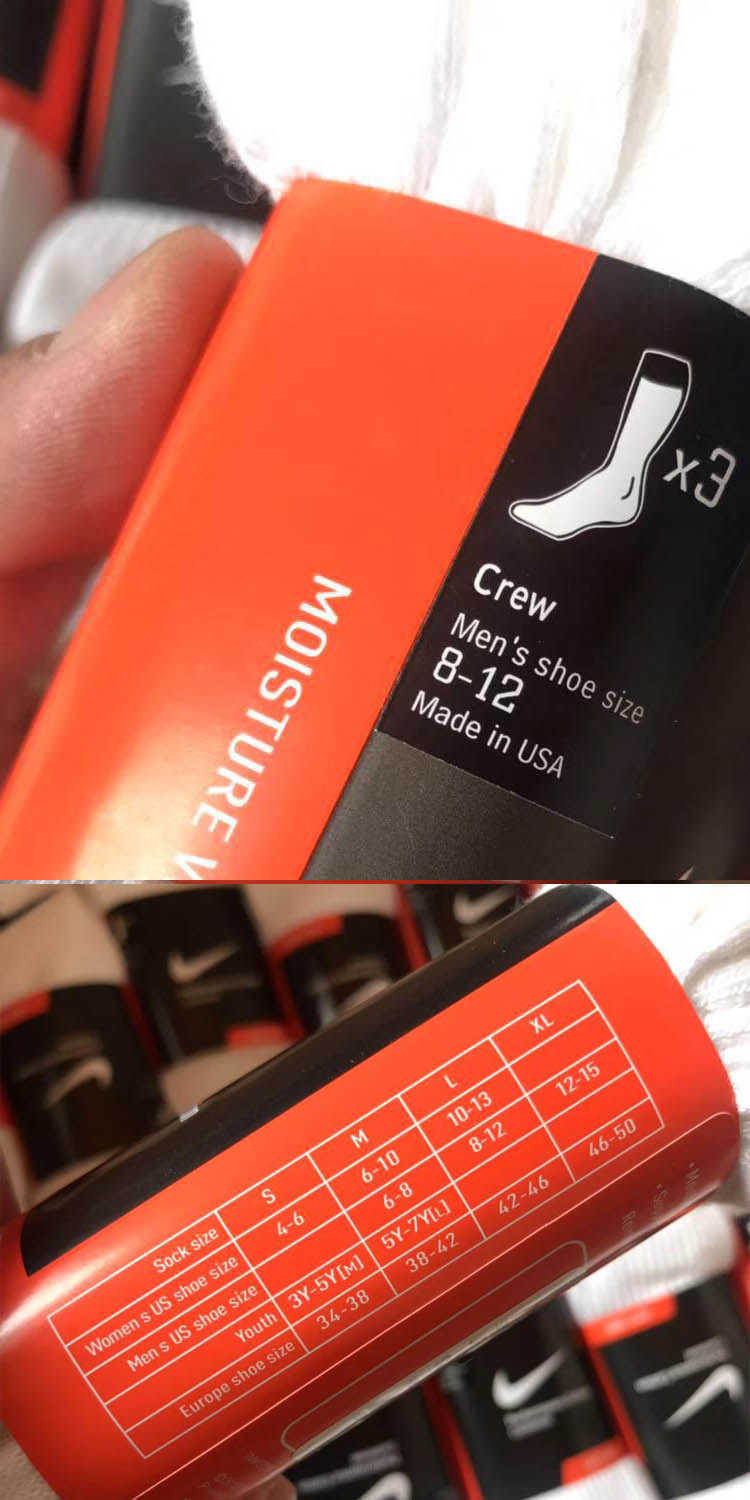 x3
Crew
Men's shoe size
8-12
Made in USA
MOISTURE
Sock size S M L XL
Women s US shoe size 4-6 6-10 10-13
Men s US shoe size 6-8 8-12 12-15
Youth 3Y-5Y[M] 5Y-7Y[L]
Europe shoe size 34-38 38-42 42-46 46-50